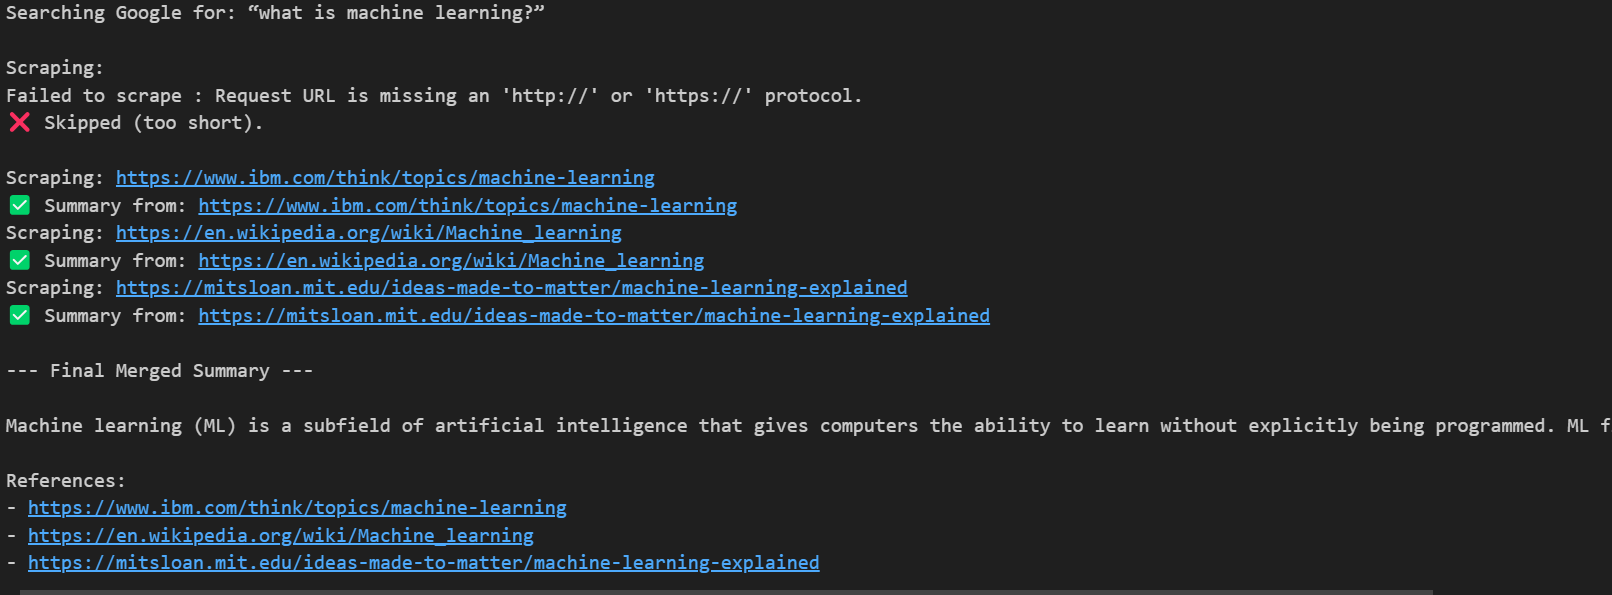 Searching Google for: “what is machine learning?”
Scraping:
Failed to scrape : Request URL is missing an 'http://' or 'https://' protocol.
❌ Skipped (too short).
Scraping: https://www.ibm.com/think/topics/machine-learning
✅ Summary from: https://www.ibm.com/think/topics/machine-learning
Scraping: https://en.wikipedia.org/wiki/Machine_learning
✅ Summary from: https://en.wikipedia.org/wiki/Machine_learning
Scraping: https://mitsloan.mit.edu/ideas-made-to-matter/machine-learning-explained
✅ Summary from: https://mitsloan.mit.edu/ideas-made-to-matter/machine-learning-explained
--- Final Merged Summary ---
Machine learning (ML) is a subfield of artificial intelligence that gives computers the ability to learn without explicitly being programmed. ML f
References:
- https://www.ibm.com/think/topics/machine-learning
- https://en.wikipedia.org/wiki/Machine_learning
- https://mitsloan.mit.edu/ideas-made-to-matter/machine-learning-explained